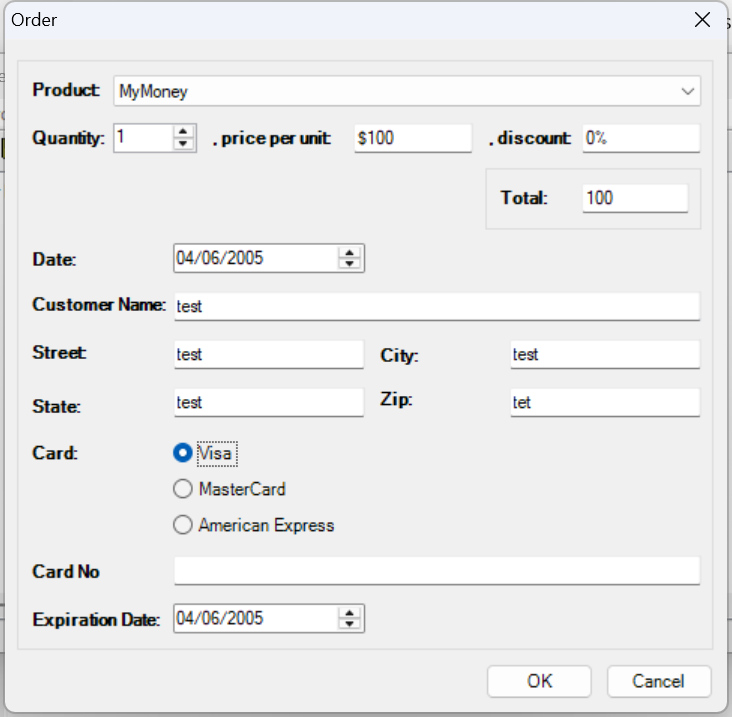 Order
Product: MyMoney
Quantity: 1 , price per unit: $100 , discount: 0%
Total: 100
Date: 04/06/2005
Customer Name: test
Street: test City: test
State: test Zip: tet
Card: Visa
MasterCard
American Express
Card No
Expiration Date: 04/06/2005
OK Cancel